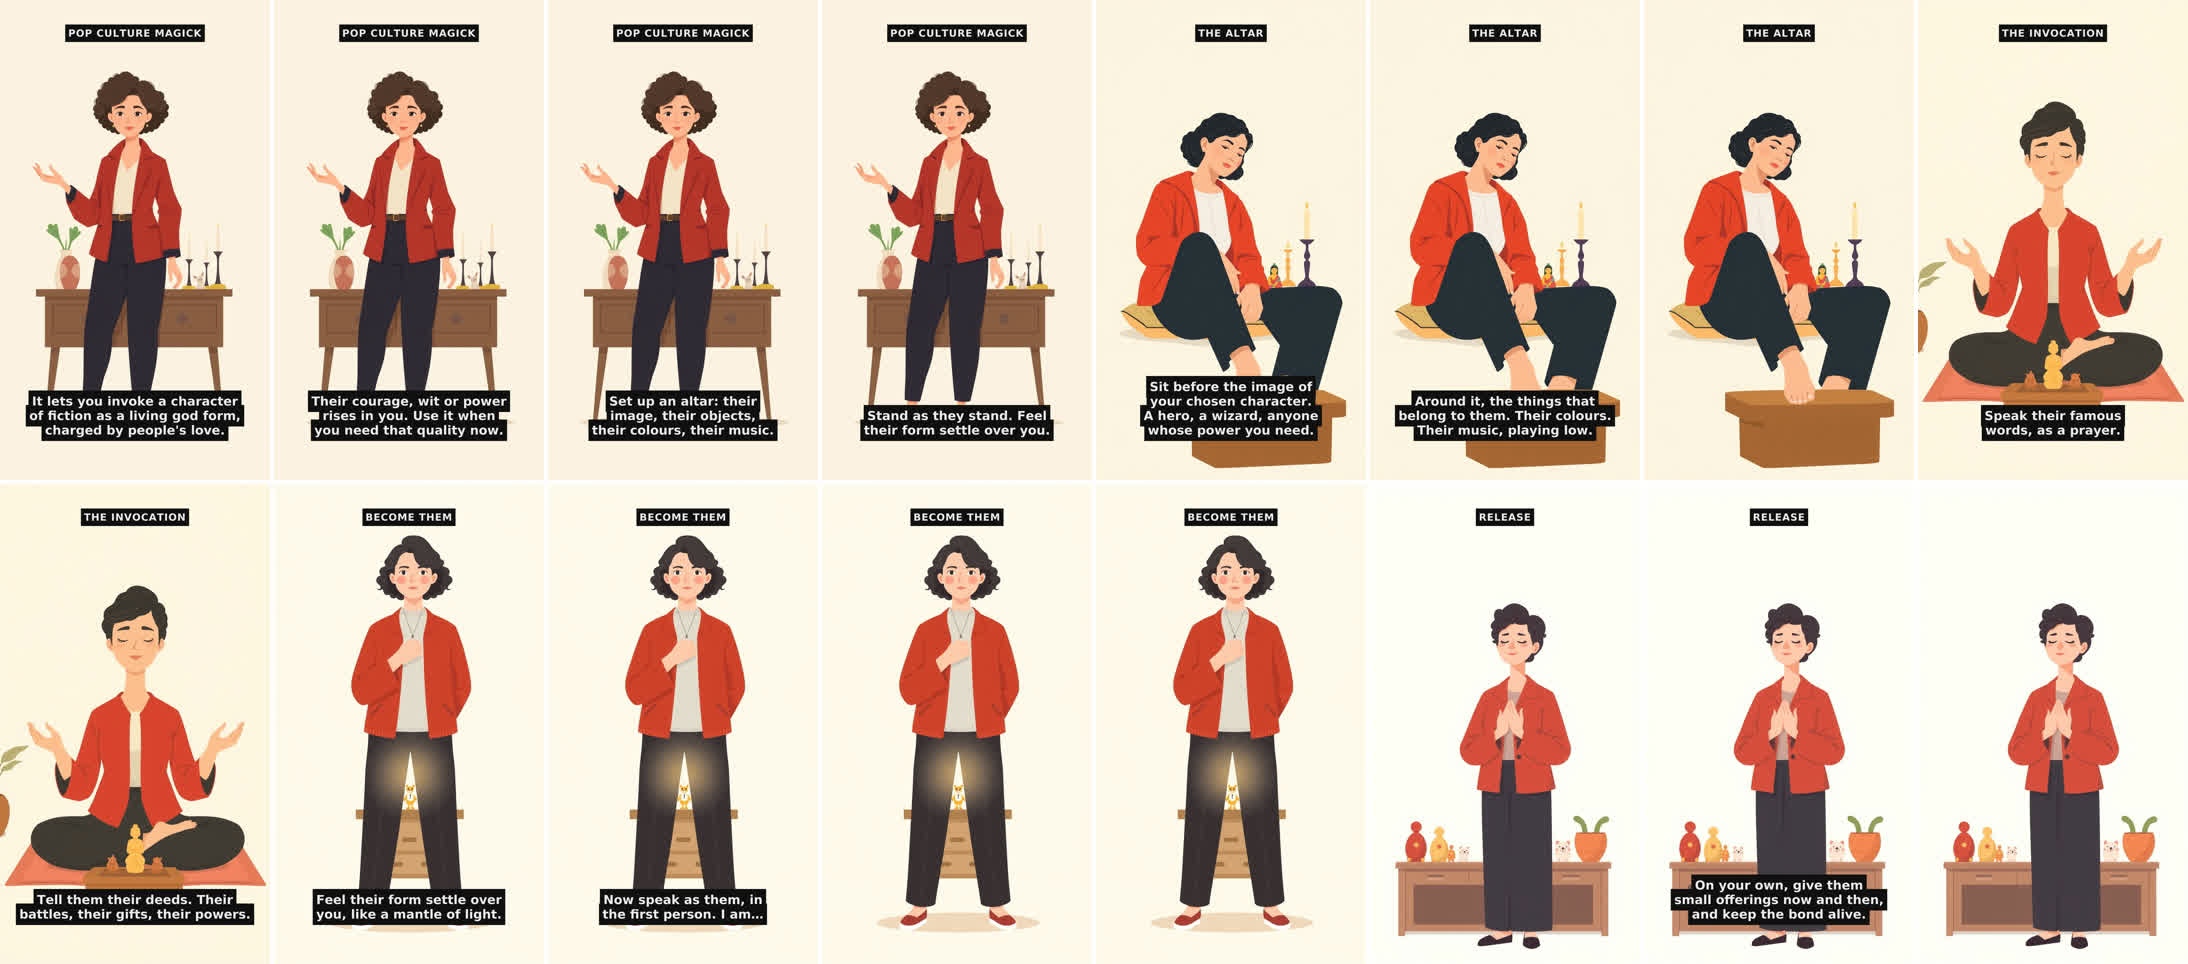 POP CULTURE MAGICK
It lets you invoke a character
of fiction as a living god form,
charged by people's love.
POP CULTURE MAGICK
Their courage, wit or power
rises in you. Use it when
you need that quality now.
POP CULTURE MAGICK
Set up an altar: their
image, their objects,
their colours, their music.
POP CULTURE MAGICK
Stand as they stand. Feel
their form settle over you.
THE ALTAR
Sit before the image of
your chosen character.
A hero, a wizard, anyone
whose power you need.
THE ALTAR
Around it, the things that
belong to them. Their colours.
Their music, playing low.
THE ALTAR
THE INVOCATION
Speak their famous
words, as a prayer.
THE INVOCATION
Tell them their deeds. Their
battles, their gifts, their powers.
BECOME THEM
Feel their form settle over
you, like a mantle of light.
BECOME THEM
Now speak as them, in
the first person. I am...
BECOME THEM
BECOME THEM
RELEASE
RELEASE
On your own, give them
small offerings now and then,
and keep the bond alive.